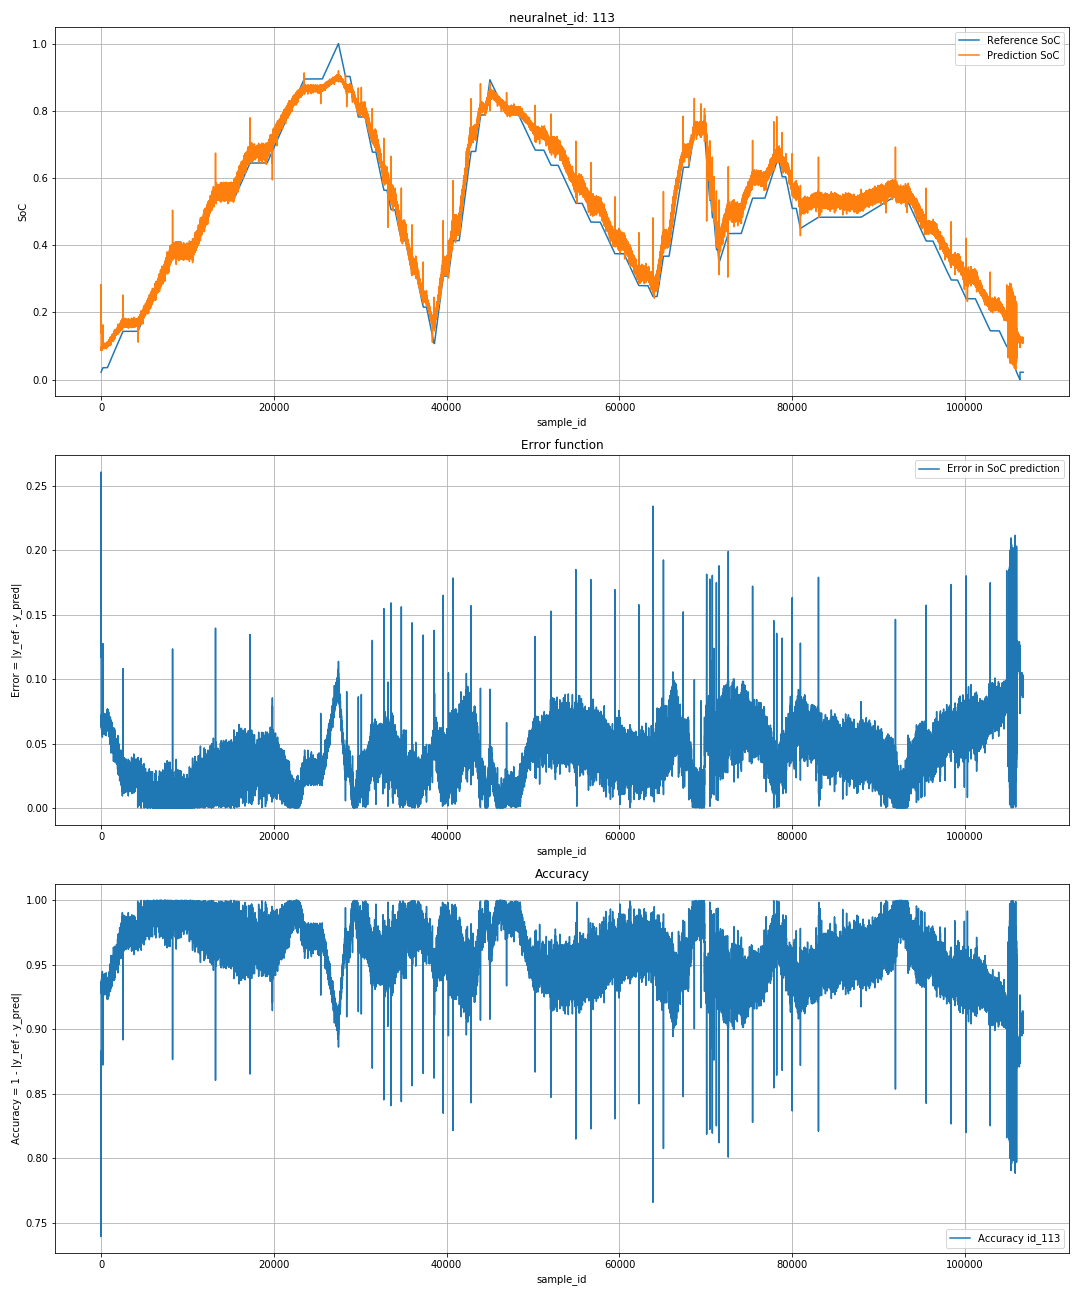 neuralnet_id: 113
Reference SoC
Prediction SoC
1.0
0.8
0.6
0.4
0.2
0.0
SoC
0 20000 40000 60000 80000 100000
sample_id
Error function
Error in SoC prediction
0.25
0.20
0.15
0.10
0.05
0.00
Error = |y_ref - y_pred|
0 20000 40000 60000 80000 100000
sample_id
Accuracy
1.00
0.95
0.90
0.85
0.80
0.75
Accuracy = 1 - |y_ref - y_pred|
Accuracy id_113
0 20000 40000 60000 80000 100000
sample_id